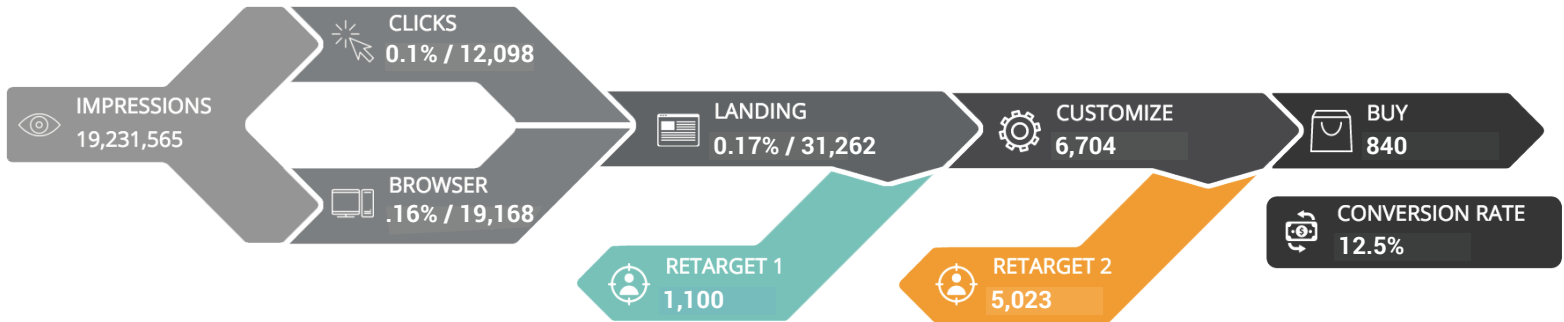 IMPRESSIONS
19,231,565
CLICKS
0.1% / 12,098
BROWSER
.16% / 19,168
LANDING
0.17% / 31,262
CUSTOMIZE
6,704
BUY
840
RETARGET 1
1,100
RETARGET 2
5,023
CONVERSION RATE
12.5%